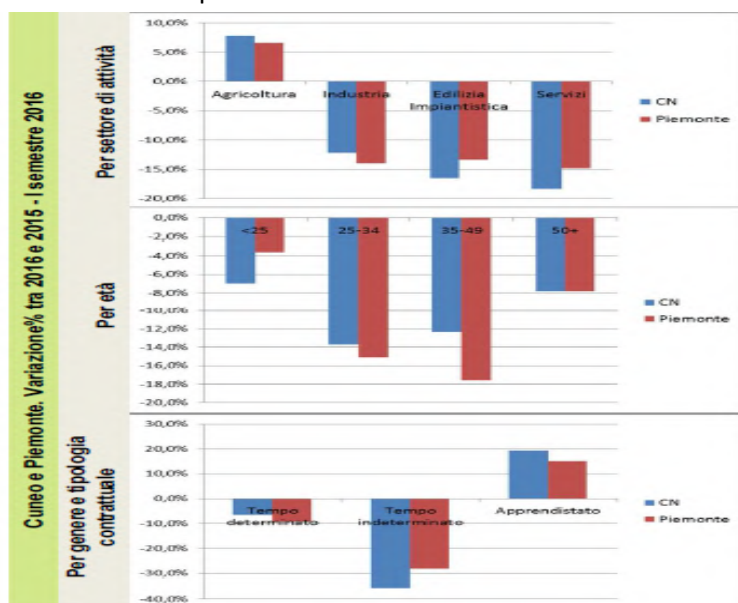 Cuneo e Piemonte. Variazione% tra 2016 e 2015 - I semestre 2016
Per settore di attività
10,0%
5,0%
0,0%
-5,0%
-10,0%
-15,0%
-20,0%
Agricoltura
Industria
Edilizia
Impiantistica
Servizi
CN
Piemonte
Per età
0,0%
-2,0%
-4,0%
-6,0%
-8,0%
-10,0%
-12,0%
-14,0%
-16,0%
-18,0%
-20,0%
<25
25-34
35-49
50+
CN
Piemonte
Per genere e tipologia
contrattuale
30,0%
20,0%
10,0%
0,0%
-10,0%
-20,0%
-30,0%
-40,0%
Tempo
determinato
Tempo
indeterminato
Apprendistato
CN
Piemonte